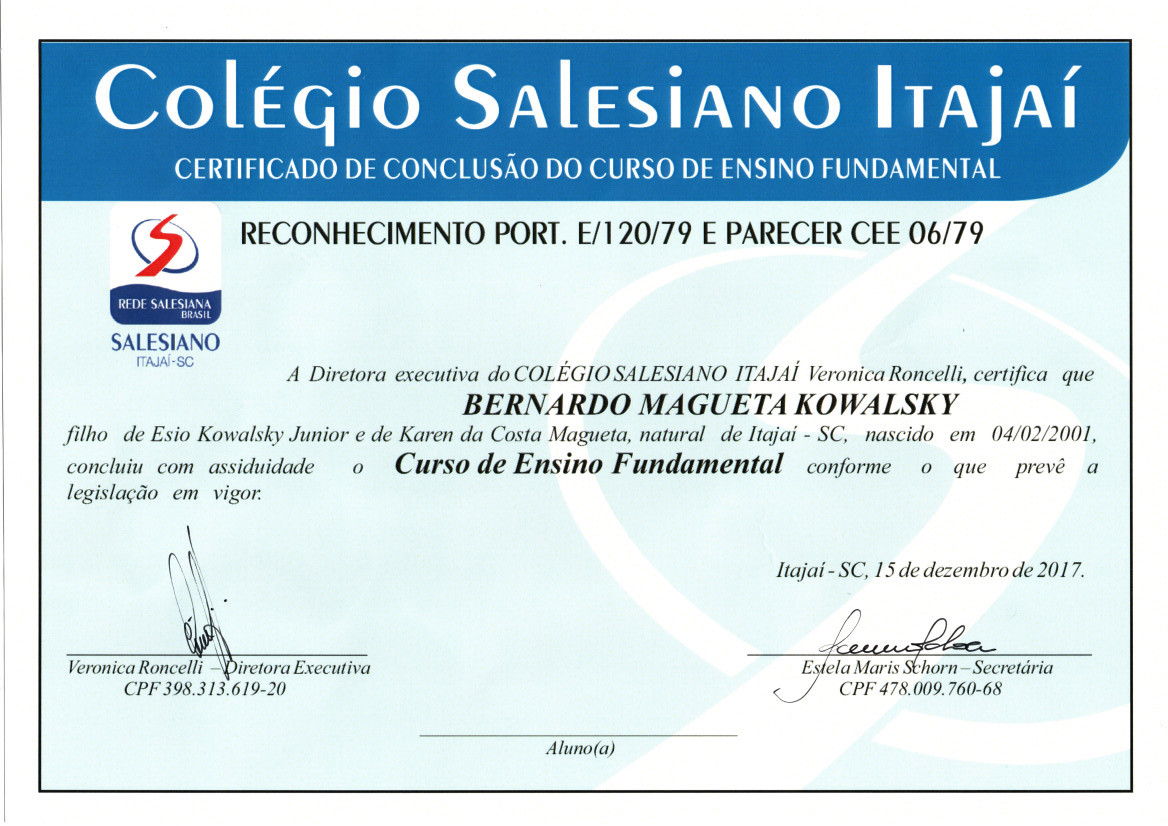 Colégio Salesiano Itajaí
CERTIFICADO DE CONCLUSÃO DO CURSO DE ENSINO FUNDAMENTAL
RECONHECIMENTO PORT. E/120/79 E PARECER CEE 06/79
REDE SALESIANA
BRASIL
SALESIANO
ITAJAÍ-SC
A Diretora executiva do COLÉGIO SALESIANO ITAJAÍ Veronica Roncelli, certifica que
BERNARDO MAGUETA KOWALSKY
filho de Esio Kowalsky Junior e de Karen da Costa Magueta, natural de Itajaí - SC, nascido em 04/02/2001,
concluiu com assiduidade o Curso de Ensino Fundamental conforme o que prevê a
legislação em vigor.
Itajaí - SC, 15 de dezembro de 2017.
Veronica Roncelli – Diretora Executiva
CPF 398.313.619-20
Estela Maris Schorn – Secretária
CPF 478.009.760-68
Aluno(a)